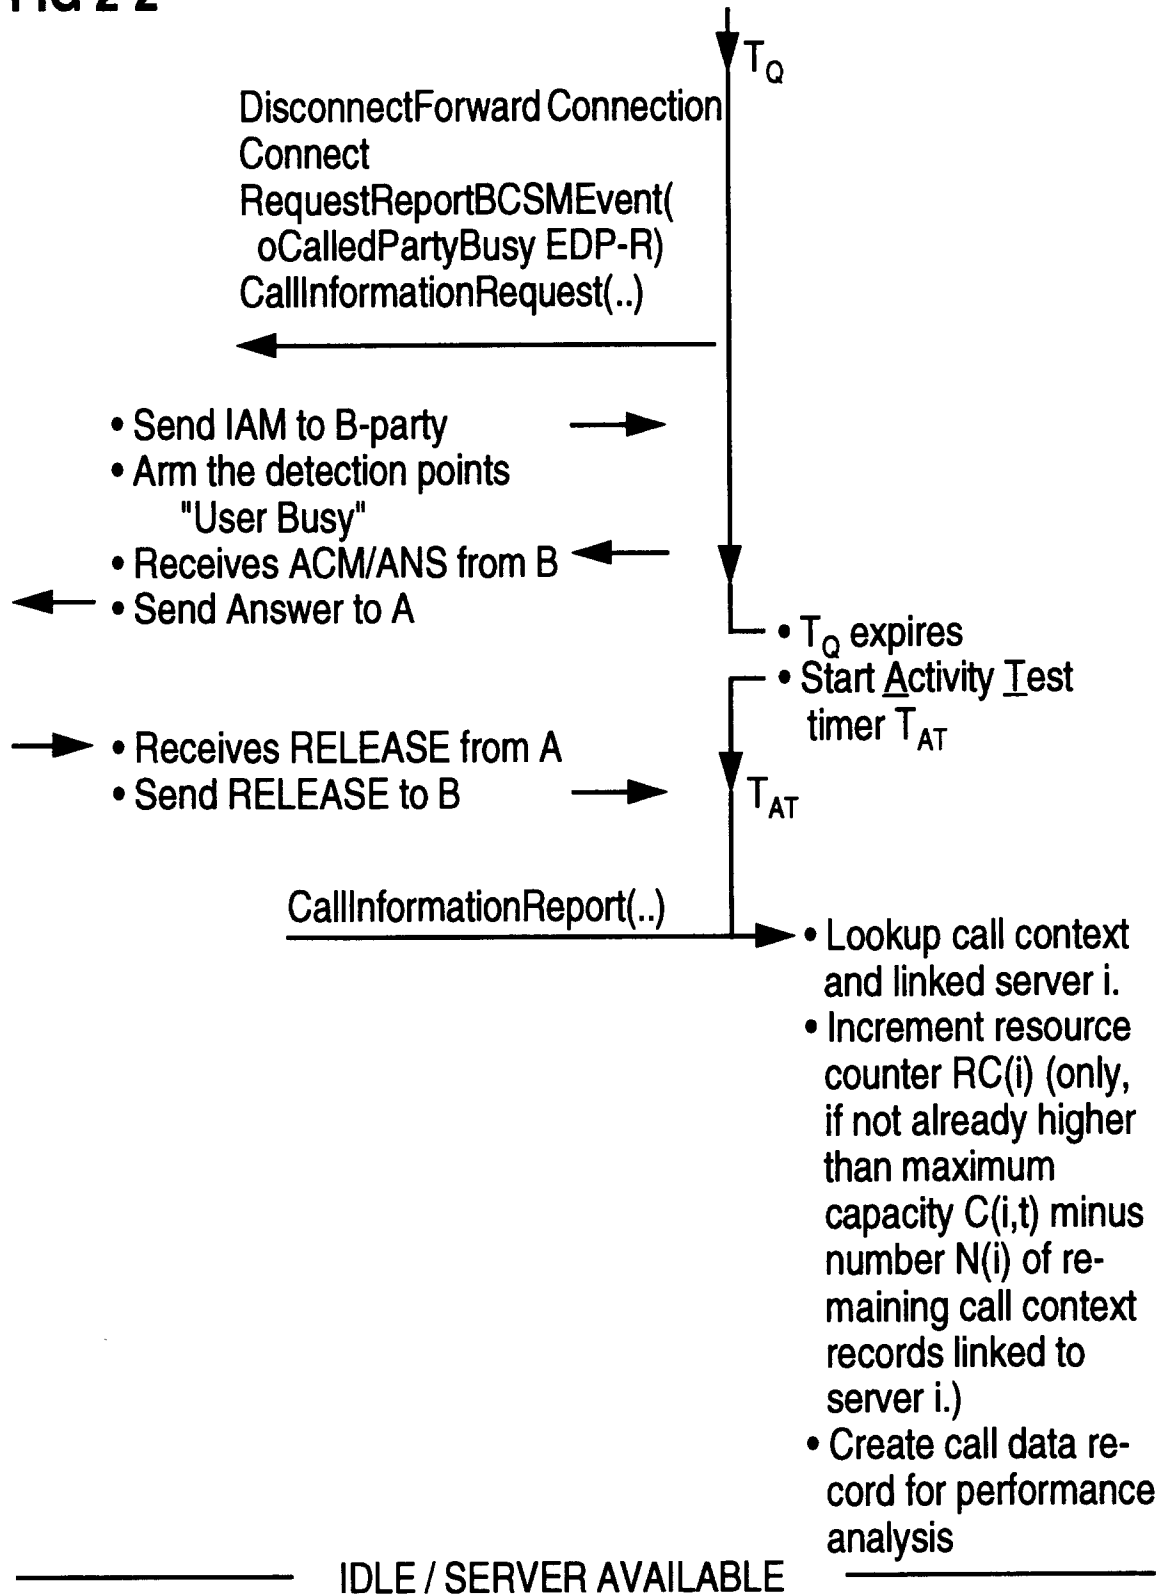 FIG 2-2
T_Q
DisconnectForward Connection
Connect
RequestReportBCSMEvent(
oCalledPartyBusy EDP-R)
CallInformationRequest(..)
• Send IAM to B-party
• Arm the detection points
"User Busy"
• Receives ACM/ANS from B
• Send Answer to A
• T_Q expires
• Start Activity Test
timer T_AT
• Receives RELEASE from A
• Send RELEASE to B
T_AT
CallInformationReport(..)
• Lookup call context
and linked server i.
• Increment resource
counter RC(i) (only,
if not already higher
than maximum
capacity C(i,t) minus
number N(i) of re-
maining call context
records linked to
server i.)
• Create call data re-
cord for performance
analysis
IDLE / SERVER AVAILABLE